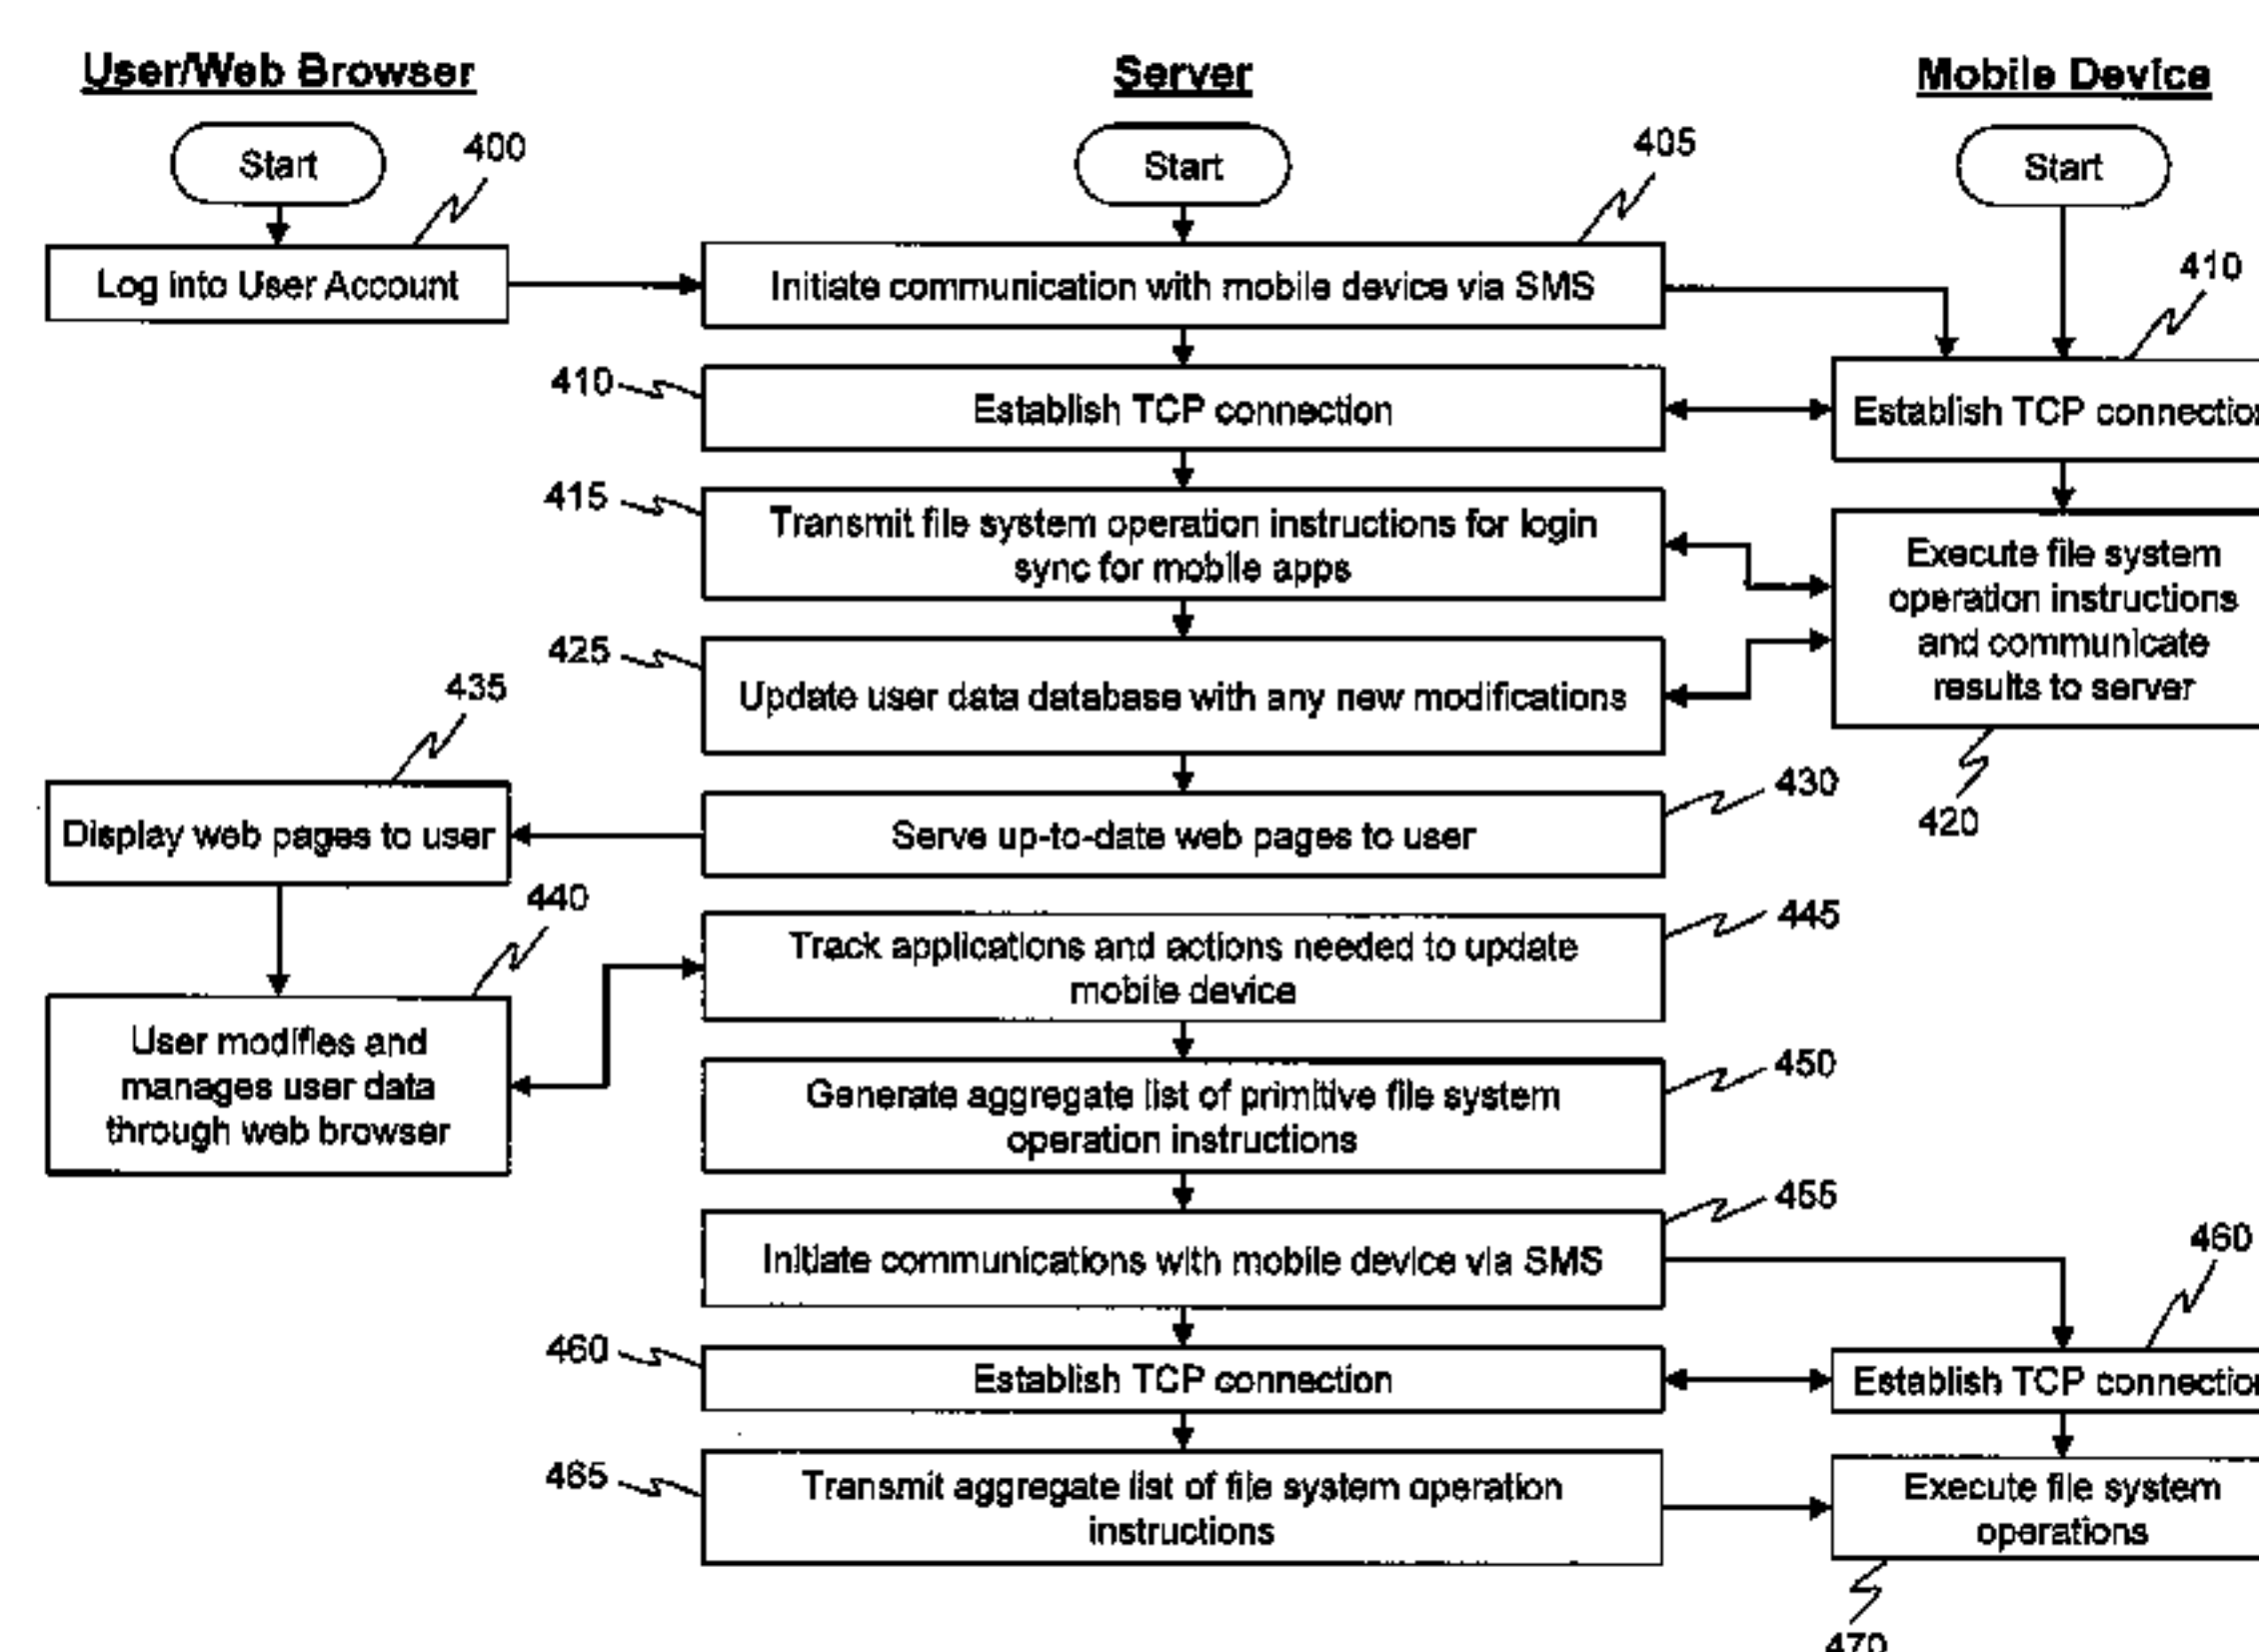 User/Web Browser
Server
Mobile Device
Start
400
Start
405
Start
Log into User Account
Initiate communication with mobile device via SMS
410
410
Establish TCP connection
Establish TCP connectio
415
Transmit file system operation instructions for login
sync for mobile apps
Execute file system
operation instructions
and communicate
results to server
420
425
Update user data database with any new modifications
435
430
Display web pages to user
Serve up-to-date web pages to user
440
445
Track applications and actions needed to update
mobile device
User modifies and
manages user data
through web browser
450
Generate aggregate list of primitive file system
operation instructions
455
Initiate communications with mobile device via SMS
460
460
Establish TCP connection
Establish TCP connectio
465
Transmit aggregate list of file system operation
instructions
Execute file system
operations
470